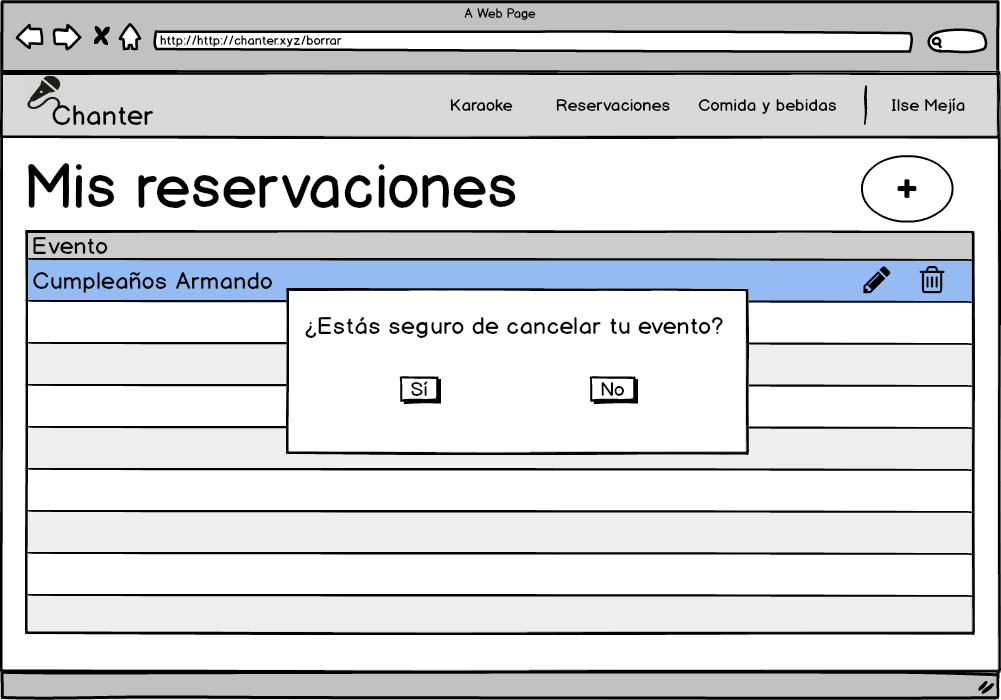 A Web Page
http://http://chanter.xyz/borrar
Chanter
Karaoke Reservaciones Comida y bebidas Ilse Mejía
Mis reservaciones
+
Evento
Cumpleaños Armando
¿Estás seguro de cancelar tu evento?
Sí No